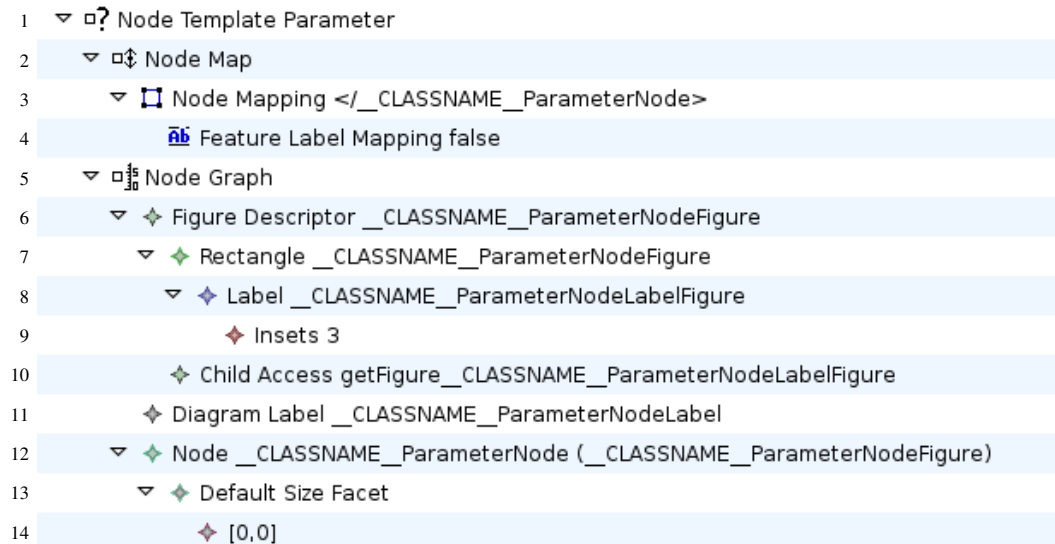 1 Node Template Parameter
2 Node Map
3 Node Mapping </__CLASSNAME__ParameterNode>
4 Ab Feature Label Mapping false
5 Node Graph
6 Figure Descriptor __CLASSNAME__ParameterNodeFigure
7 Rectangle __CLASSNAME__ParameterNodeFigure
8 Label __CLASSNAME__ParameterNodeLabelFigure
9 Insets 3
10 Child Access getFigure__CLASSNAME__ParameterNodeLabelFigure
11 Diagram Label __CLASSNAME__ParameterNodeLabel
12 Node __CLASSNAME__ParameterNode (__CLASSNAME__ParameterNodeFigure)
13 Default Size Facet
14 [0,0]